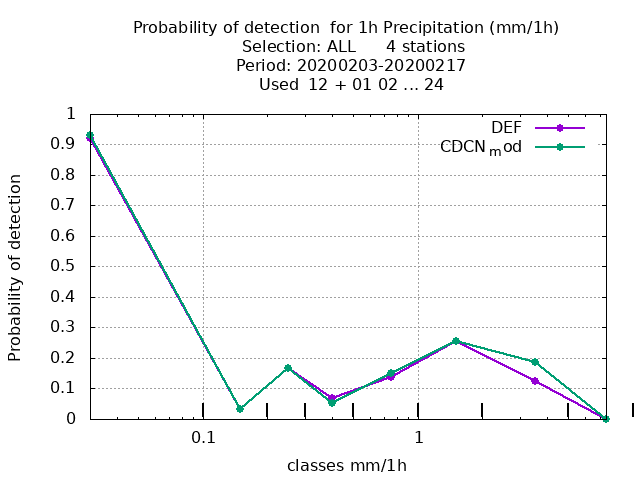 Probability of detection  for 1h Precipitation (mm/1h)
Selection: ALL      4 stations
Period: 20200203-20200217
Used  12 + 01 02 ... 24
DEF
CDCNmod
1
0.9
0.8
0.7
0.6
0.5
0.4
0.3
0.2
0.1
0
Probability of detection
0.1
1
classes mm/1h